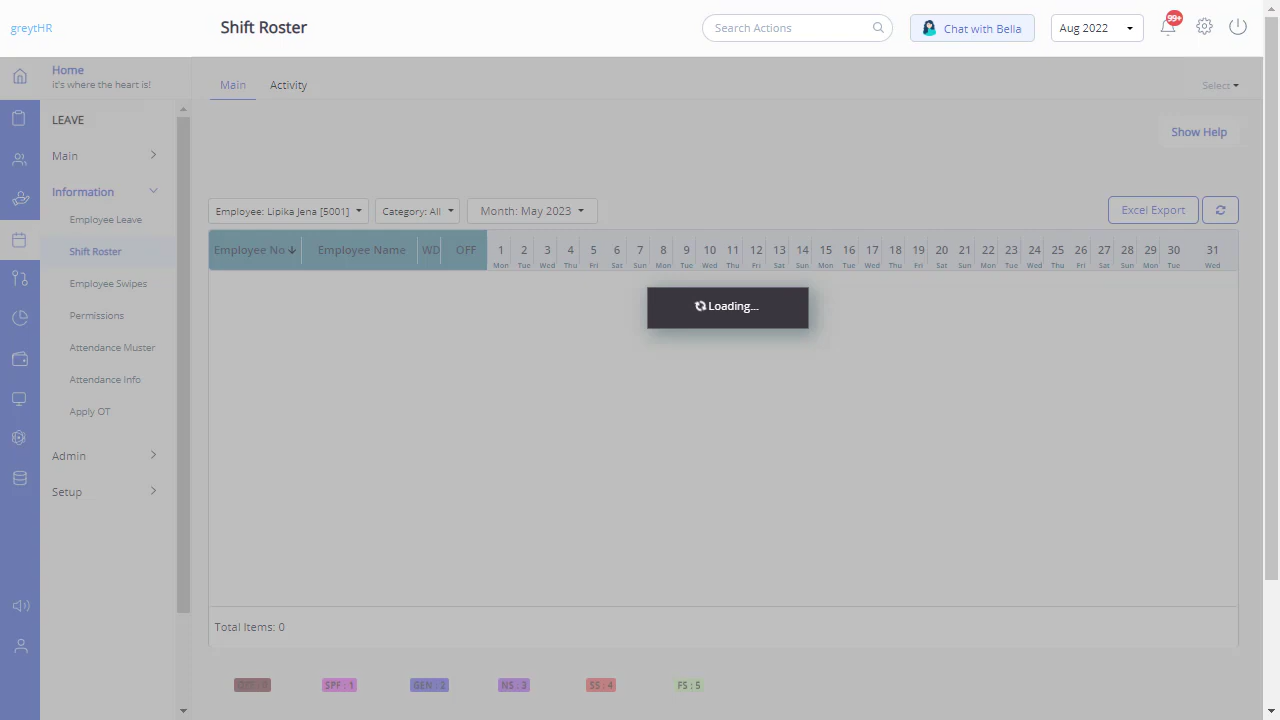 greytHR
Shift Roster
Search Actions
Chat with Bella
Aug 2022
99+
Home
it's where the heart is!
Main
Activity
Select
LEAVE
Main
Information
Employee Leave
Shift Roster
Employee Swipes
Permissions
Attendance Muster
Attendance Info
Apply OT
Admin
Setup
Show Help
Employee: Lipika Jena [5001]
Category: All
Month: May 2023
Excel Export
Employee No Employee Name WD OFF 1 2 3 4 5 6 7 8 9 10 11 12 13 14 15 16 17 18 19 20 21 22 23 24 25 26 27 28 29 30 31
Mon Tue Wed Thu Fri Sat Sun Mon Tue Wed Thu Fri Sat Sun Mon Tue Wed Thu Fri Sat Sun Mon Tue Wed Thu Fri Sat Sun Mon Tue Wed
Loading...
Total Items: 0
SPF : 1
GEN : 2
NS : 3
SS : 4
FS : 5